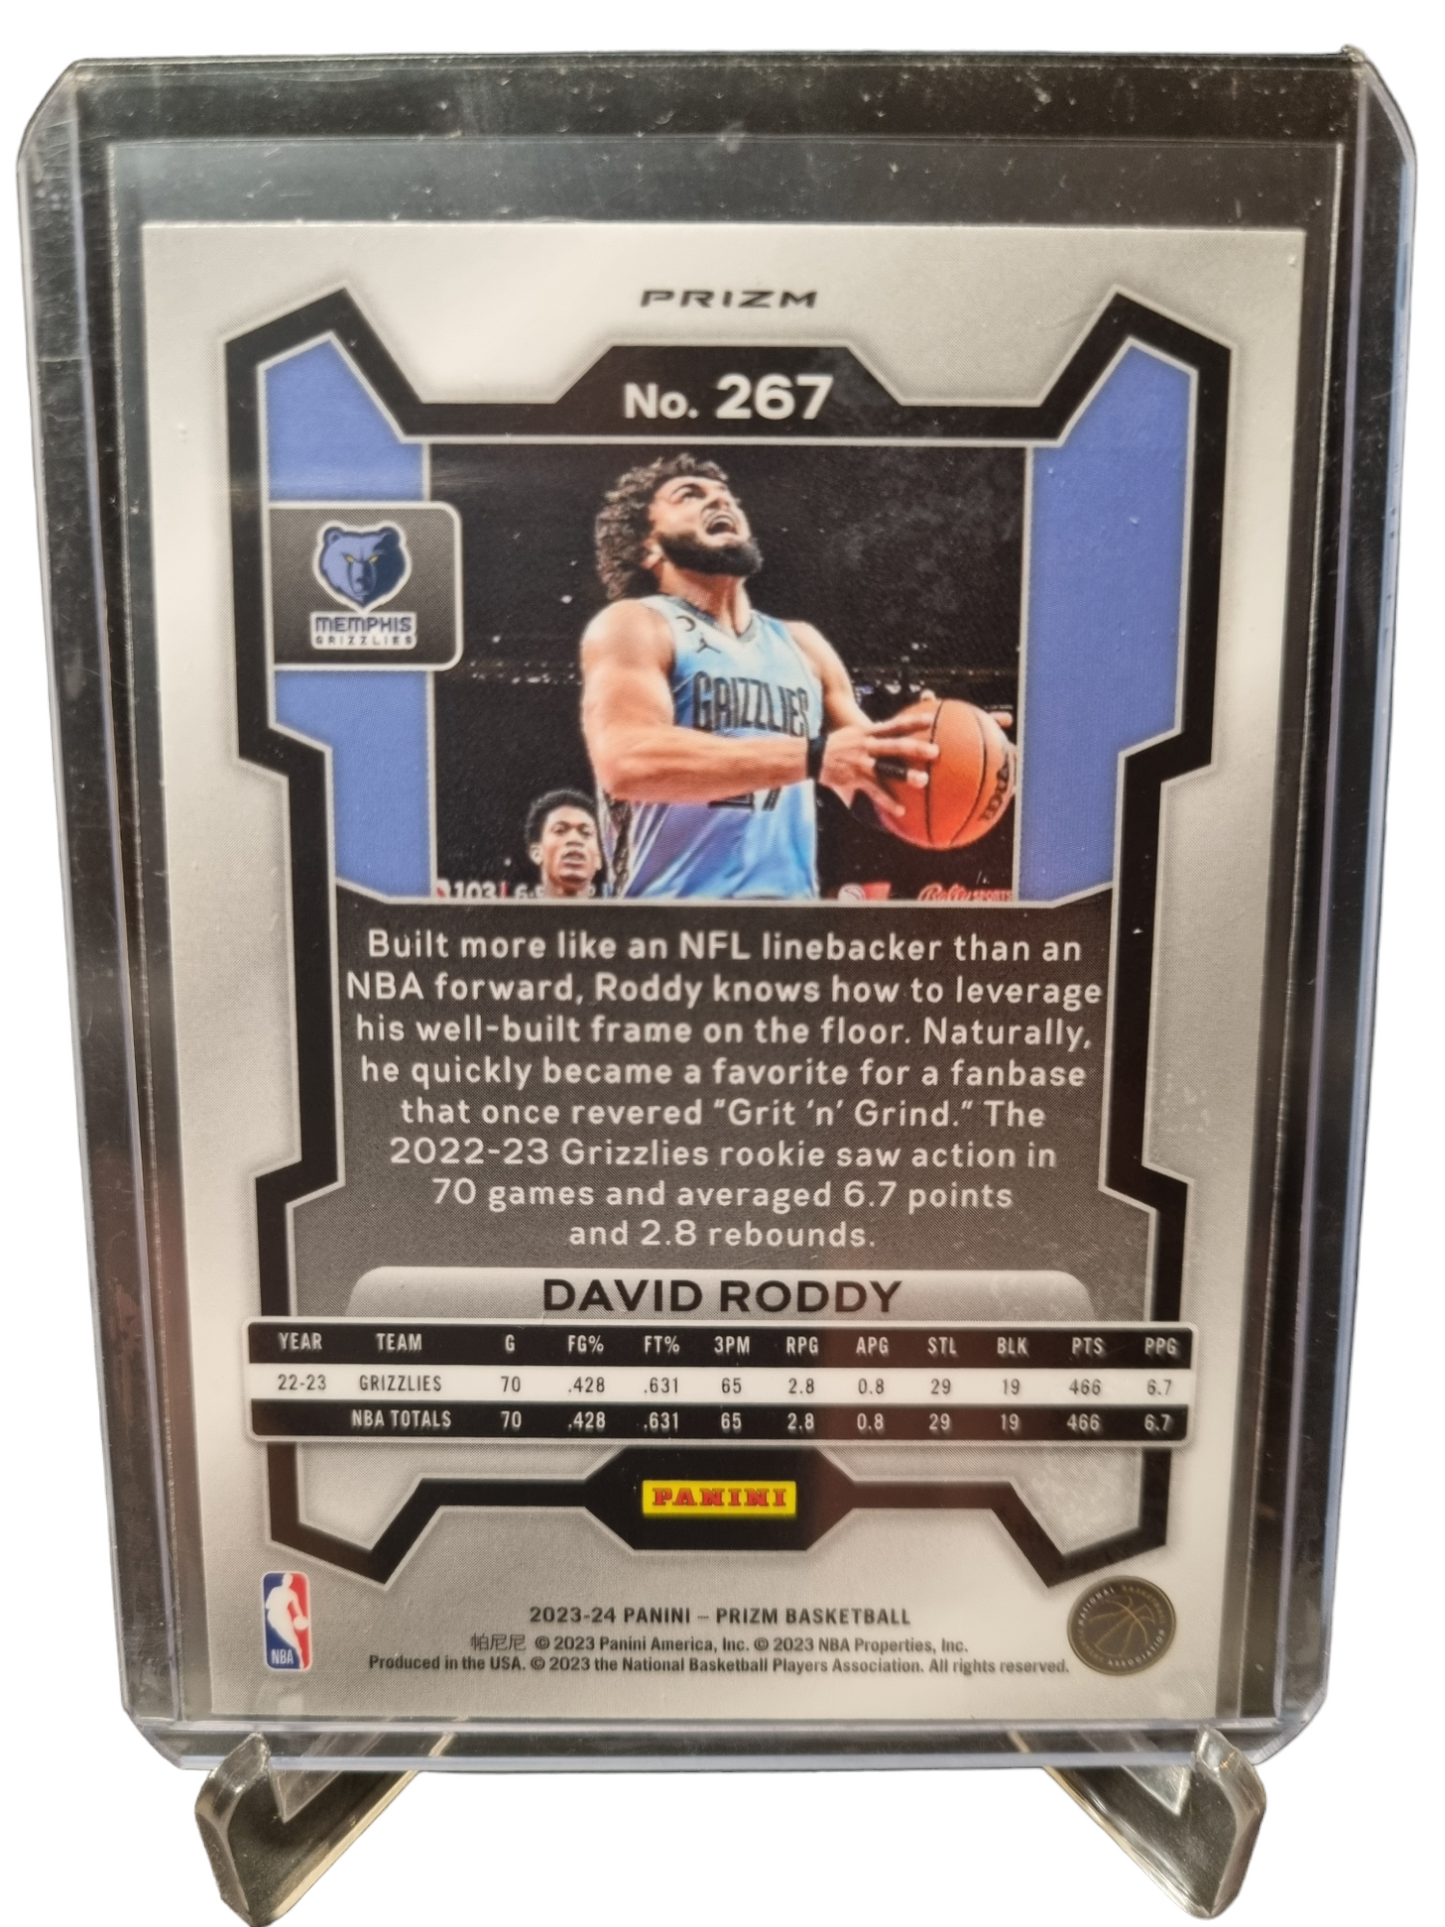 PRIZM
No. 267
MEMPHIS
GRIZZLIES
GRIZZLIES
103
Bally SPORTS
Built more like an NFL linebacker than an
NBA forward, Roddy knows how to leverage
his well-built frame on the floor. Naturally,
he quickly became a favorite for a fanbase
that once revered “Grit ’n’ Grind.” The
2022-23 Grizzlies rookie saw action in
70 games and averaged 6.7 points
and 2.8 rebounds.
DAVID RODDY
YEAR TEAM G FG% FT% 3PM RPG APG STL BLK PTS PPG
22-23 GRIZZLIES 70 .428 .631 65 2.8 0.8 29 19 466 6.7
NBA TOTALS 70 .428 .631 65 2.8 0.8 29 19 466 6.7
PANINI
2023-24 PANINI – PRIZM BASKETBALL
帕尼尼 © 2023 Panini America, Inc. © 2023 NBA Properties, Inc.
Produced in the USA. © 2023 the National Basketball Players Association. All rights reserved.
NBA
NATIONAL BASKETBALL
PLAYERS ASSOCIATION